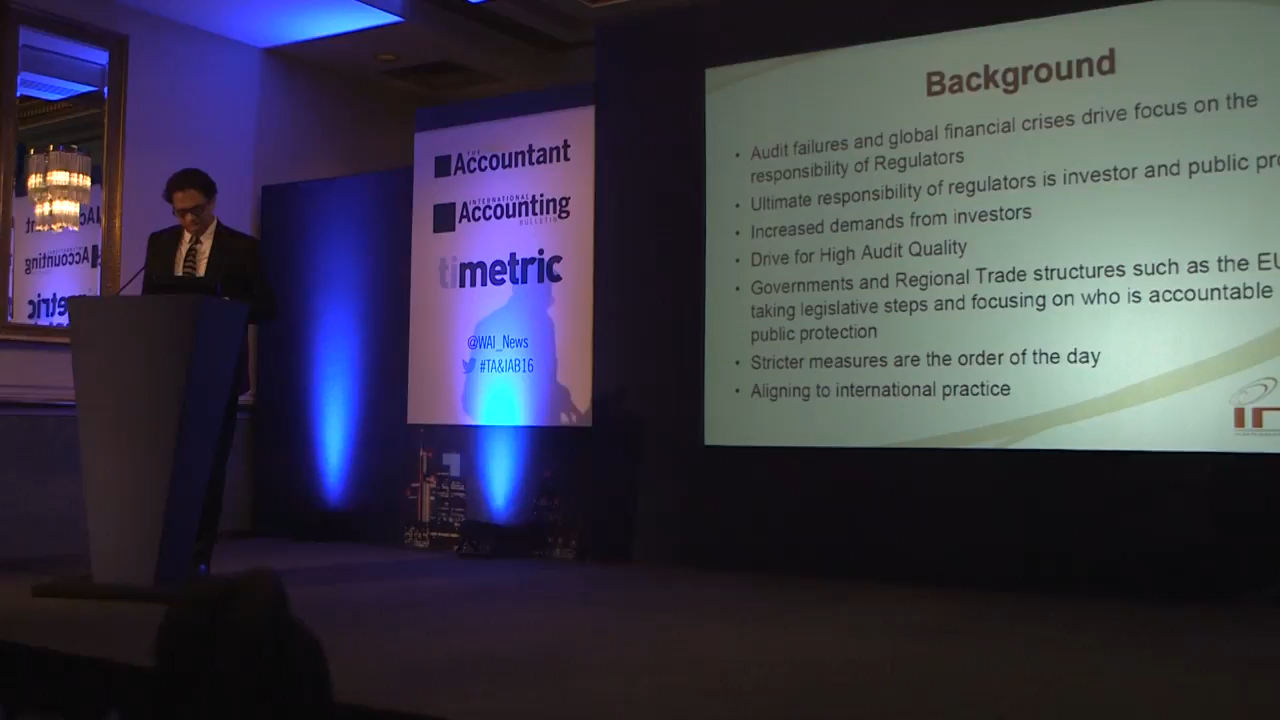 THE
Accountant
INTERNATIONAL
Accounting
BULLETIN
timetric
@WAI_News
#TA&IAB16
Background
• Audit failures and global financial crises drive focus on the
responsibility of Regulators
• Ultimate responsibility of regulators is investor and public
• Increased demands from investors
• Drive for High Audit Quality
• Governments and Regional Trade structures such as the EU
taking legislative steps and focusing on who is accountable
public protection
• Stricter measures are the order of the day
• Aligning to international practice